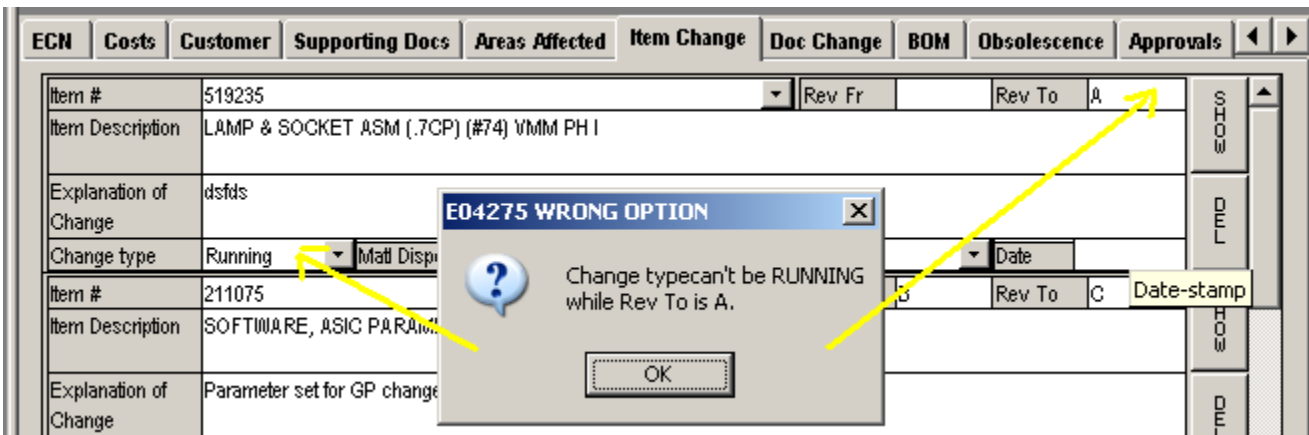 ECN Costs Customer Supporting Docs Areas Affected Item Change Doc Change BOM Obsolescence Approvals
Item # 519235 Rev Fr Rev To A
SHOW
Item Description LAMP & SOCKET ASM (.7CP) (#74) VMM PH I
Explanation of Change dsfds
DEL
Change type Running Matl Disp Date
E04275 WRONG OPTION
Change typecan't be RUNNING
while Rev To is A.
OK
Date-stamp
Item # 211075 B Rev To C
Item Description SOFTWARE, ASIC PARAM
Explanation of Change Parameter set for GP change